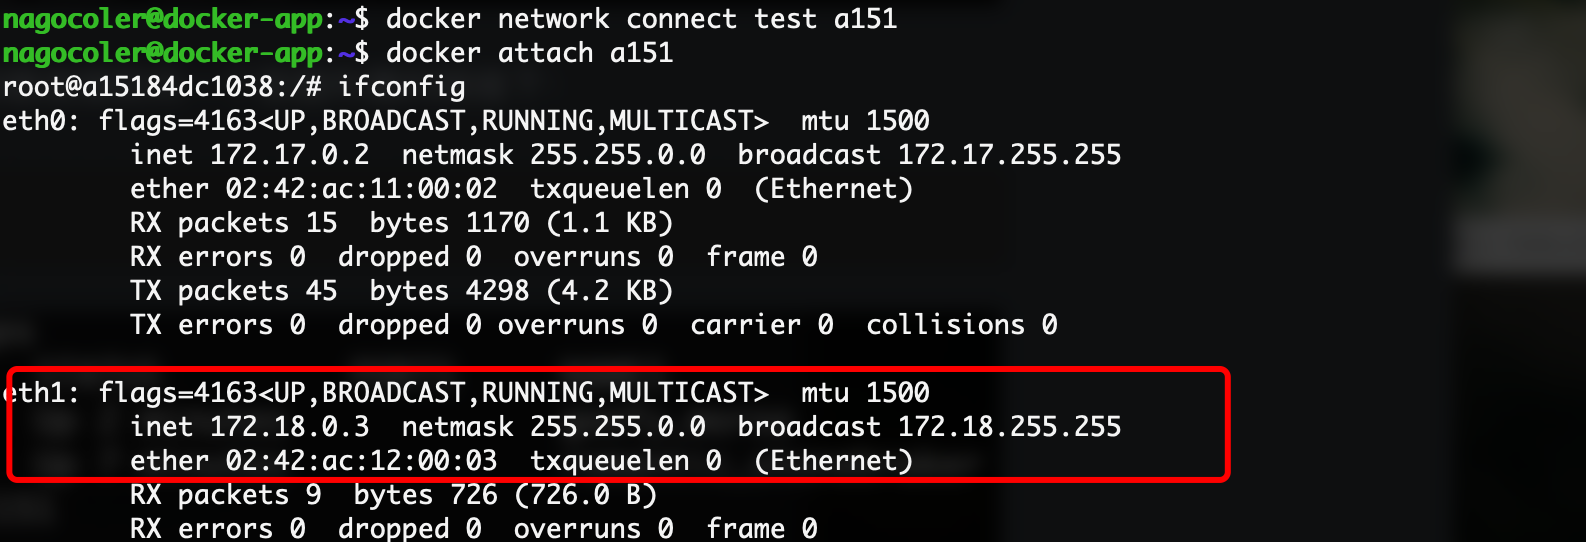 nagocoler@docker-app:~$ docker network connect test a151
nagocoler@docker-app:~$ docker attach a151
root@a15184dc1038:/# ifconfig
eth0: flags=4163<UP,BROADCAST,RUNNING,MULTICAST>  mtu 1500
        inet 172.17.0.2  netmask 255.255.0.0  broadcast 172.17.255.255
        ether 02:42:ac:11:00:02  txqueuelen 0  (Ethernet)
        RX packets 15  bytes 1170 (1.1 KB)
        RX errors 0  dropped 0  overruns 0  frame 0
        TX packets 45  bytes 4298 (4.2 KB)
        TX errors 0  dropped 0 overruns 0  carrier 0  collisions 0
eth1: flags=4163<UP,BROADCAST,RUNNING,MULTICAST>  mtu 1500
        inet 172.18.0.3  netmask 255.255.0.0  broadcast 172.18.255.255
        ether 02:42:ac:12:00:03  txqueuelen 0  (Ethernet)
        RX packets 9  bytes 726 (726.0 B)
        RX errors 0  dropped 0  overruns 0  frame 0